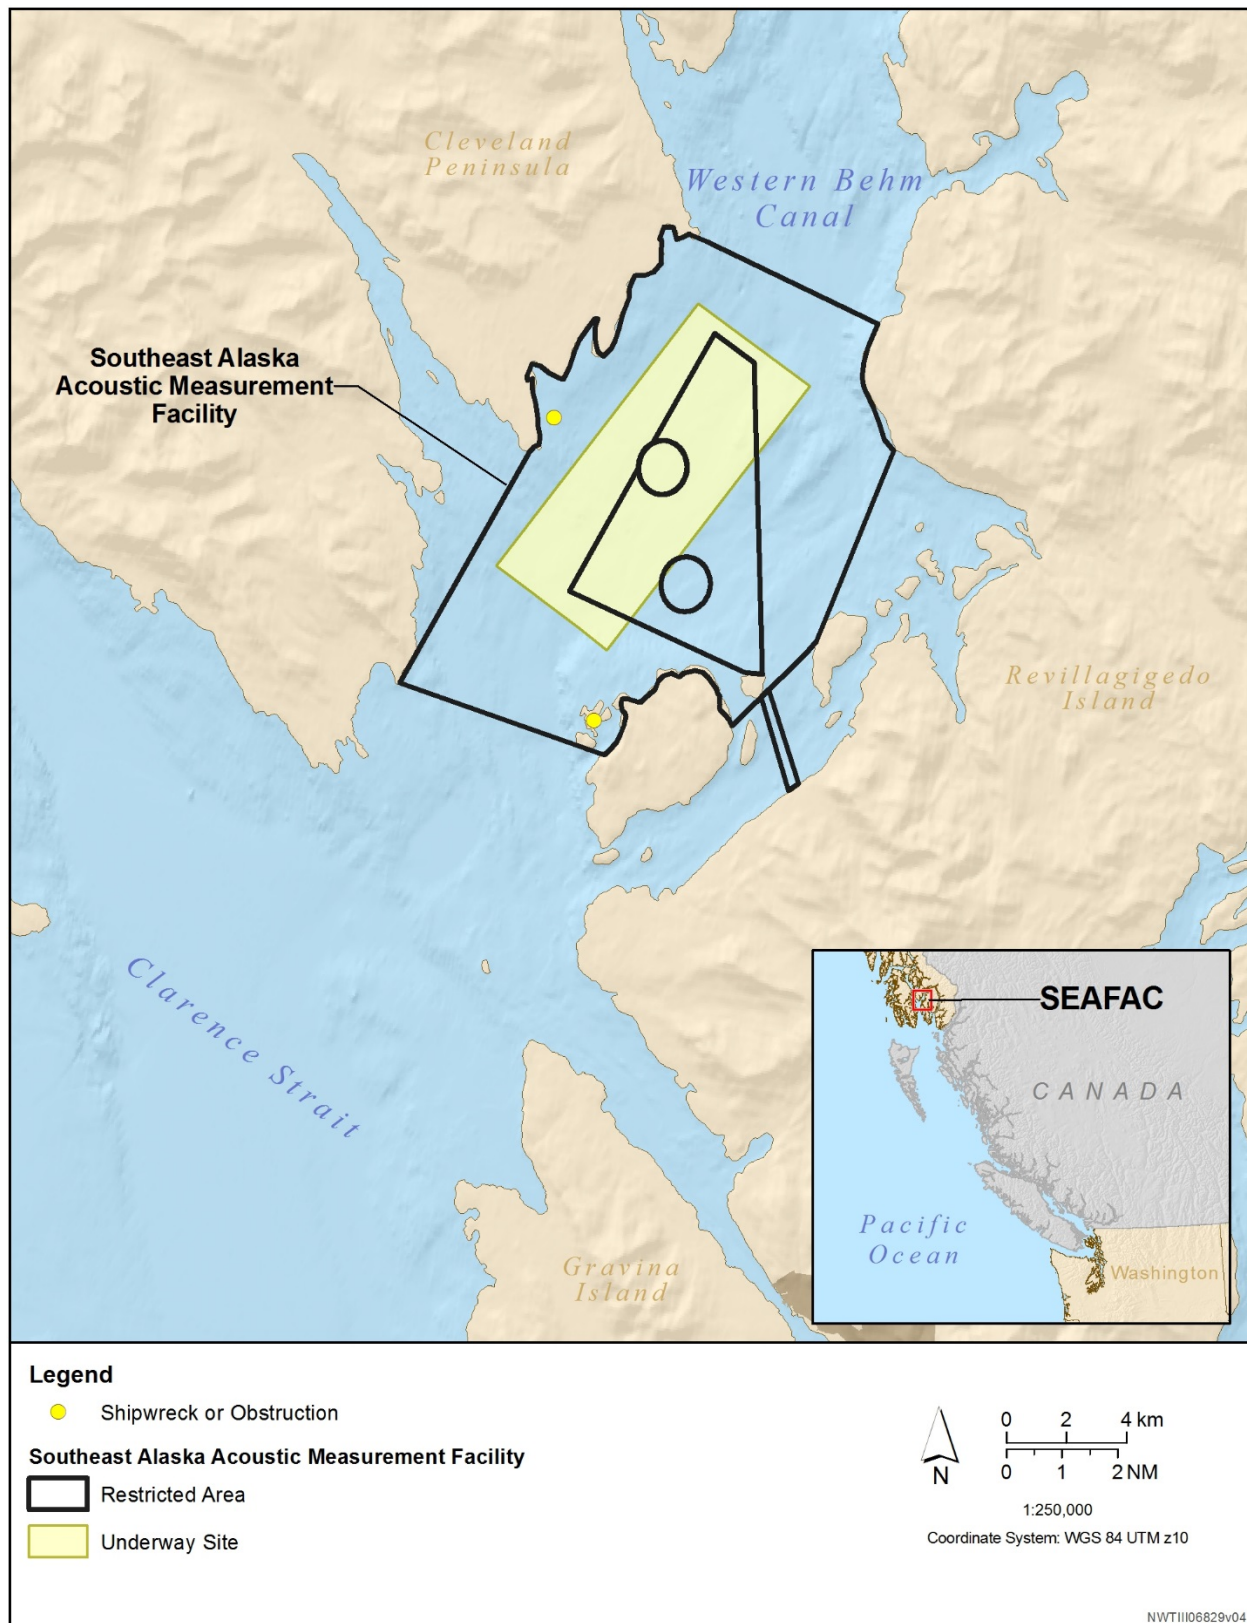 Cleveland
Peninsula
Western Behm
Canal
Southeast Alaska
Acoustic Measurement
Facility
Revillagigedo
Island
Clarence Strait
SEAFAC
CANADA
Pacific
Ocean
Washington
Gravina
Island
Legend
Shipwreck or Obstruction
Southeast Alaska Acoustic Measurement Facility
Restricted Area
Underway Site
N
0 2 4 km
0 1 2 NM
1:250,000
Coordinate System: WGS 84 UTM z10
NWTIII06829v04